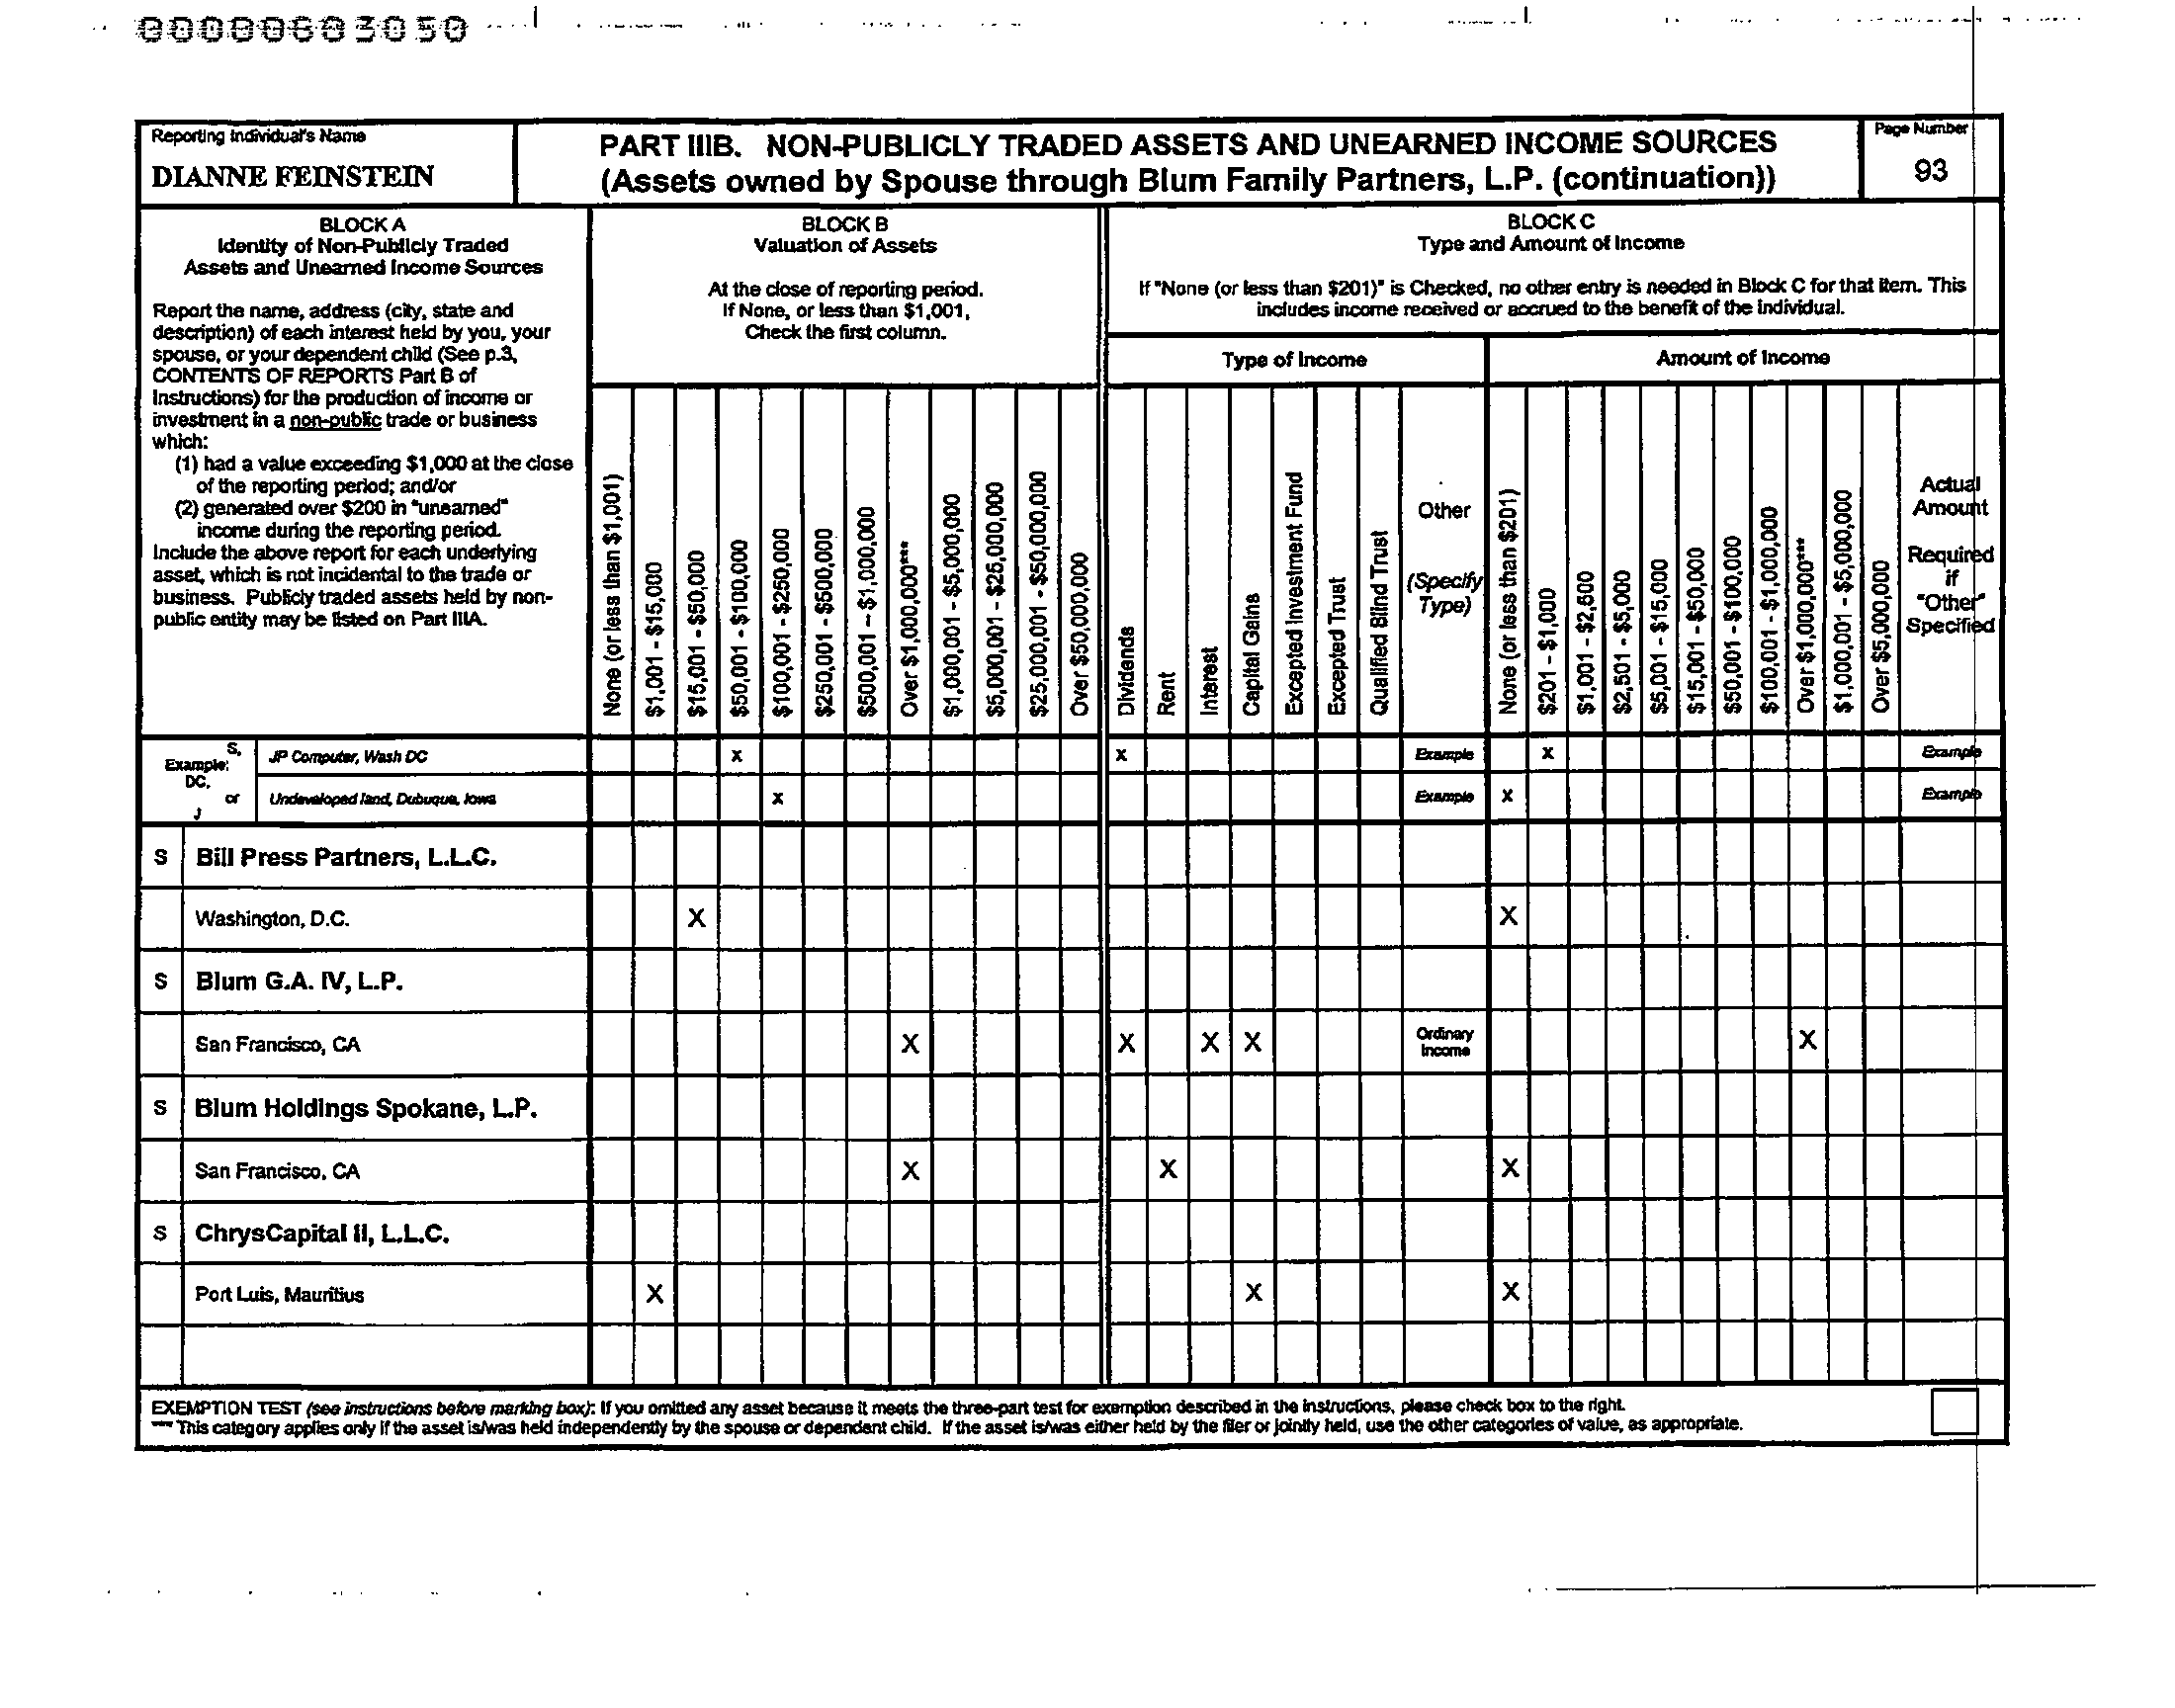 00000603050
Reporting Individual's Name
DIANNE FEINSTEIN
PART IIIB. NON-PUBLICLY TRADED ASSETS AND UNEARNED INCOME SOURCES
(Assets owned by Spouse through Blum Family Partners, L.P. (continuation))
Page Number
93
BLOCK A
Identity of Non-Publicly Traded
Assets and Unearned Income Sources
Report the name, address (city, state and
description) of each interest held by you, your
spouse, or your dependent child (See p.3,
CONTENTS OF REPORTS Part B of
Instructions) for the production of income or
investment in a non-public trade or business
which:
(1) had a value exceeding $1,000 at the close
of the reporting period; and/or
(2) generated over $200 in "unearned"
income during the reporting period.
Include the above report for each underlying
asset, which is not incidental to the trade or
business. Publicly traded assets held by non-
public entity may be listed on Part IIIA.
BLOCK B
Valuation of Assets
At the close of reporting period.
If None, or less than $1,001,
Check the first column.
None (or less than $1,001)
$1,001 - $15,000
$15,001 - $50,000
$50,001 - $100,000
$100,001 - $250,000
$250,001 - $500,000
$500,001 - $1,000,000
Over $1,000,000***
$1,000,001 - $5,000,000
$5,000,001 - $25,000,000
$25,000,001 - $50,000,000
Over $50,000,000
BLOCK C
Type and Amount of Income
If "None (or less than $201)" is Checked, no other entry is needed in Block C for that item. This
includes income received or accrued to the benefit of the individual.
Type of Income
Amount of Income
Dividends
Rent
Interest
Capital Gains
Excepted Investment Fund
Excepted Trust
Qualified Blind Trust
Other
(Specify
Type)
None (or less than $201)
$201 - $1,000
$1,001 - $2,500
$2,501 - $5,000
$5,001 - $15,000
$15,001 - $50,000
$50,001 - $100,000
$100,001 - $1,000,000
Over $1,000,000***
$1,000,001 - $5,000,000
Over $5,000,000
Actual
Amount
Required
if
"Other"
Specified
Example:
S,
DC,
or
J
JP Computer, Wash DC X X Example X Example
Undeveloped land, Dubuque, Iowa X Example X Example
S Bill Press Partners, L.L.C.
Washington, D.C. X X
S Blum G.A. IV, L.P.
San Francisco, CA X X X X Ordinary Income X
S Blum Holdings Spokane, L.P.
San Francisco, CA X X X
S ChrysCapital II, L.L.C.
Port Luis, Mauritius X X X
EXEMPTION TEST (see instructions before marking box): If you omitted any asset because it meets the three-part test for exemption described in the instructions, please check box to the right.
*** This category applies only if the asset is/was held independently by the spouse or dependent child. If the asset is/was either held by the filer or jointly held, use the other categories of value, as appropriate.